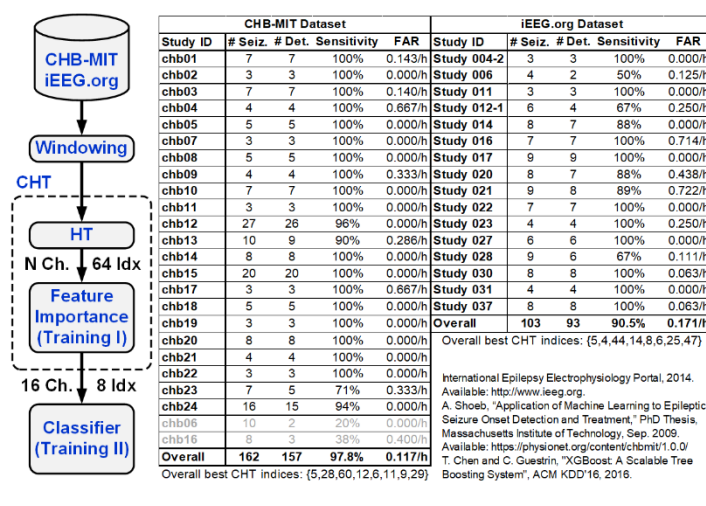 CHB-MIT
iEEG.org
Windowing
CHT
HT
N Ch. 64 Idx
Feature
Importance
(Training I)
16 Ch. 8 Idx
Classifier
(Training II)
CHB-MIT Dataset
Study ID # Seiz. # Det. Sensitivity FAR
chb01 7 7 100% 0.143/h
chb02 3 3 100% 0.000/h
chb03 7 7 100% 0.140/h
chb04 4 4 100% 0.667/h
chb05 5 5 100% 0.000/h
chb07 3 3 100% 0.000/h
chb08 5 5 100% 0.000/h
chb09 4 4 100% 0.333/h
chb10 7 7 100% 0.000/h
chb11 3 3 100% 0.000/h
chb12 27 26 96% 0.000/h
chb13 10 9 90% 0.286/h
chb14 8 8 100% 0.000/h
chb15 20 20 100% 0.000/h
chb17 3 3 100% 0.667/h
chb18 5 5 100% 0.000/h
chb19 3 3 100% 0.000/h
chb20 8 8 100% 0.000/h
chb21 4 4 100% 0.000/h
chb22 3 3 100% 0.000/h
chb23 7 5 71% 0.333/h
chb24 16 15 94% 0.000/h
chb06 10 2 20% 0.000/h
chb16 8 3 38% 0.400/h
Overall 162 157 97.8% 0.117/h
Overall best CHT indices: {5,28,60,12,6,11,9,29}
iEEG.org Dataset
Study ID # Seiz. # Det. Sensitivity FAR
Study 004-2 3 3 100% 0.000/h
Study 006 4 2 50% 0.125/h
Study 011 3 3 100% 0.000/h
Study 012-1 6 4 67% 0.250/h
Study 014 8 7 88% 0.000/h
Study 016 7 7 100% 0.714/h
Study 017 9 9 100% 0.000/h
Study 020 8 7 88% 0.438/h
Study 021 9 8 89% 0.722/h
Study 022 7 7 100% 0.000/h
Study 023 4 4 100% 0.250/h
Study 027 6 6 100% 0.000/h
Study 028 9 6 67% 0.111/h
Study 030 8 8 100% 0.063/h
Study 031 4 4 100% 0.000/h
Study 037 8 8 100% 0.063/h
Overall 103 93 90.5% 0.171/h
Overall best CHT indices: {5,4,44,14,8,6,25,47}
International Epilepsy Electrophysiology Portal, 2014.
Available: http://www.ieeg.org.
A. Shoeb, "Application of Machine Learning to Epileptic
Seizure Onset Detection and Treatment," PhD Thesis,
Massachusetts Institute of Technology, Sep. 2009.
Available: https://physionet.org/content/chbmit/1.0.0/
T. Chen and C. Guestrin, "XGBoost: A Scalable Tree
Boosting System", ACM KDD'16, 2016.